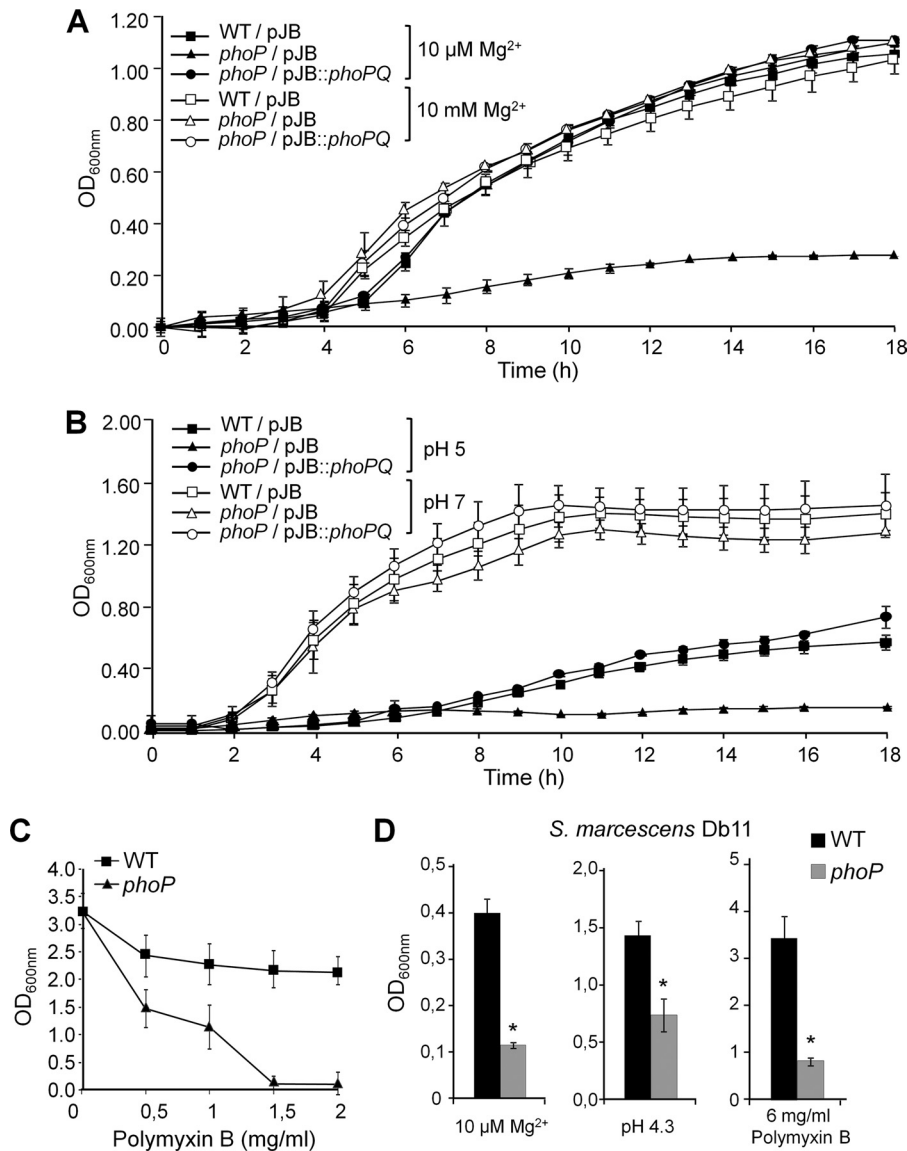 A
WT / pJB
phoP / pJB
phoP / pJB::phoPQ
10 µM Mg²⁺
WT / pJB
phoP / pJB
phoP / pJB::phoPQ
10 mM Mg²⁺
1.20
1.00
0.80
0.60
0.40
0.20
0.00
OD600nm
0 2 4 6 8 10 12 14 16 18
Time (h)
B
WT / pJB
phoP / pJB
phoP / pJB::phoPQ
pH 5
WT / pJB
phoP / pJB
phoP / pJB::phoPQ
pH 7
2.00
1.60
1.20
0.80
0.40
0.00
OD600nm
0 2 4 6 8 10 12 14 16 18
Time (h)
C
WT
phoP
4.0
3.5
3.0
2.5
2.0
1.5
1.0
0.5
0.0
OD600nm
0 0,5 1 1,5 2
Polymyxin B (mg/ml)
D
S. marcescens Db11
WT
phoP
OD600nm
0,5
0,4
0,3
0,2
0,1
0
*
10 µM Mg²⁺
2,0
1,5
1,0
0,5
0,0
*
pH 4.3
5
4
3
2
1
0
*
6 mg/ml
Polymyxin B